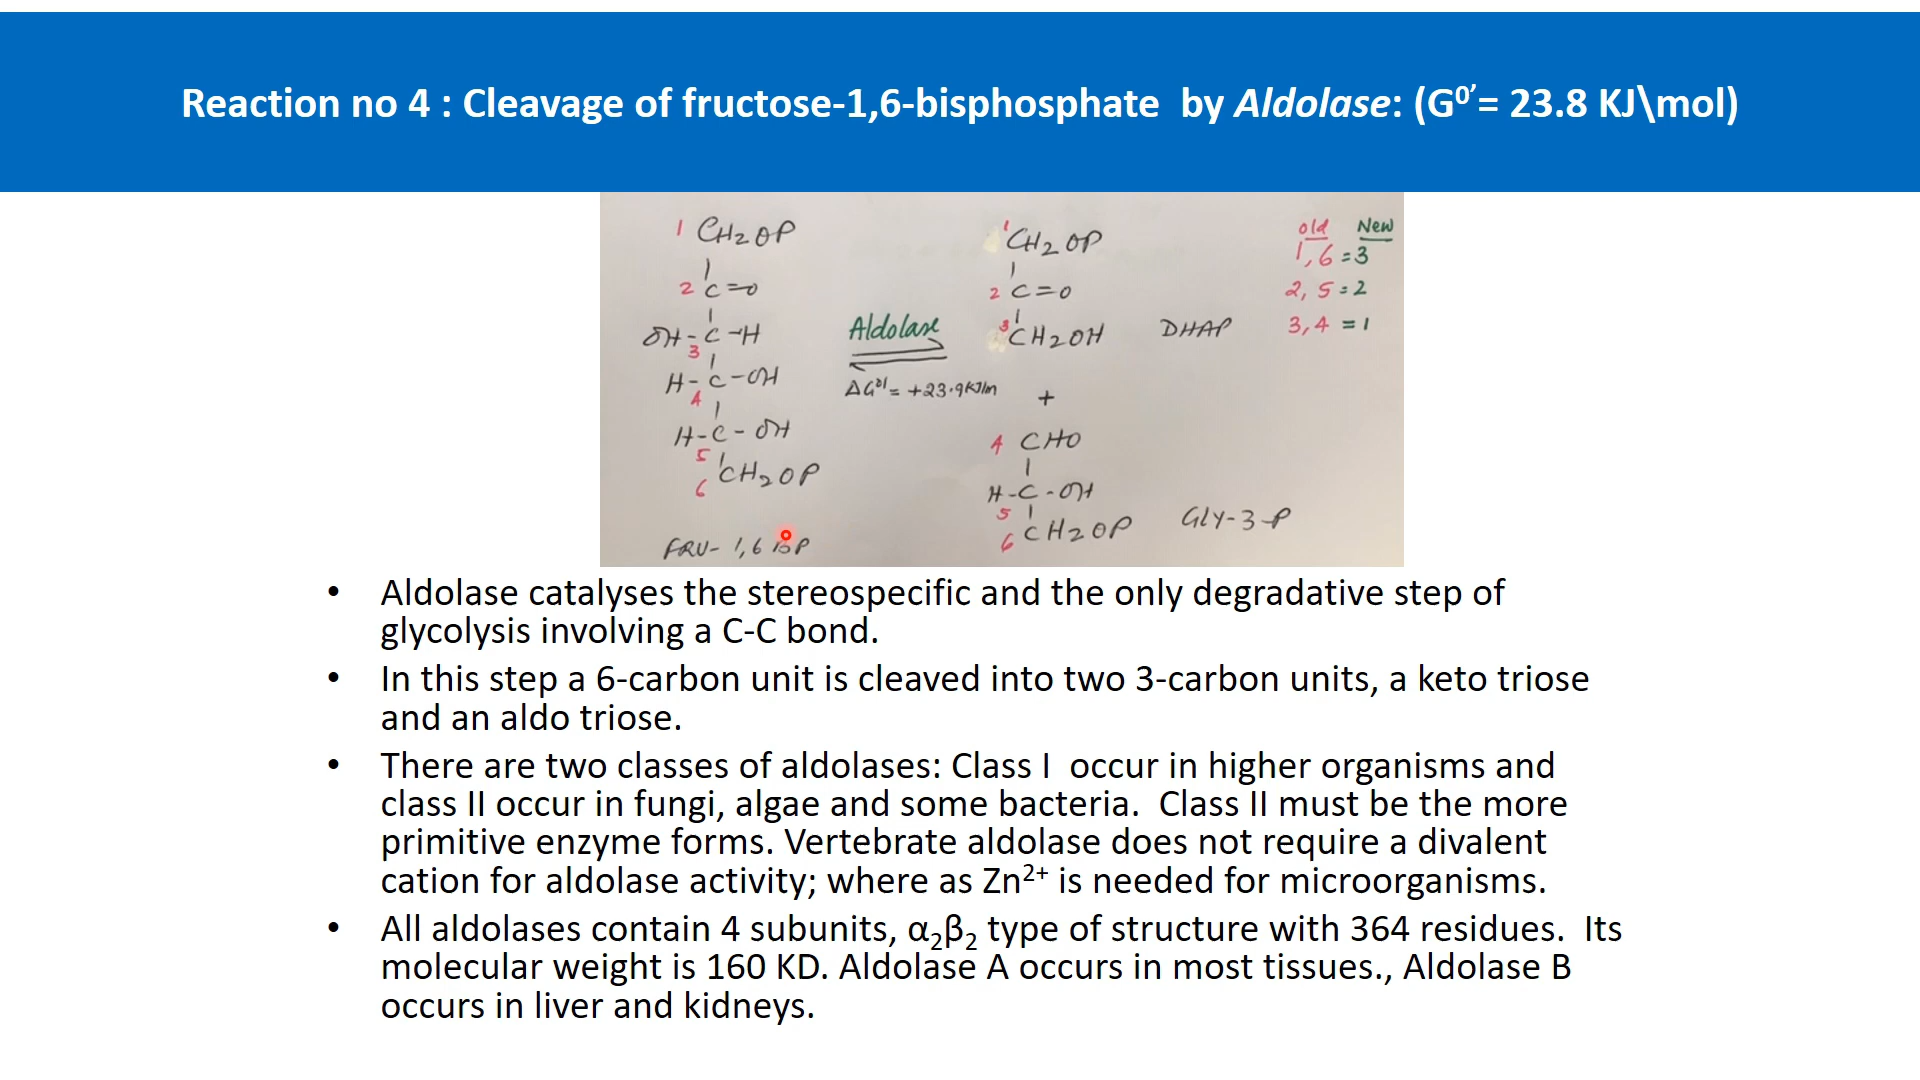 Reaction no 4 : Cleavage of fructose-1,6-bisphosphate by Aldolase: (G⁰’= 23.8 KJ\mol)
1 CH2OP
2 C=O
OH-C-H
3
H-C-OH
4
H-C-OH
5
CH2OP
6
FRU-1,6 BP
Aldolase
ΔG⁰'= +23.9KJ/m
1 CH2OP
2 C=O
3 CH2OH
DHAP
+
4 CHO
H-C-OH
5
6 CH2OP
Gly-3-P
old New
1,6 =3
2, 5 =2
3,4 =1
• Aldolase catalyses the stereospecific and the only degradative step of
glycolysis involving a C-C bond.
• In this step a 6-carbon unit is cleaved into two 3-carbon units, a keto triose
and an aldo triose.
• There are two classes of aldolases: Class I occur in higher organisms and
class II occur in fungi, algae and some bacteria. Class II must be the more
primitive enzyme forms. Vertebrate aldolase does not require a divalent
cation for aldolase activity; where as Zn²⁺ is needed for microorganisms.
• All aldolases contain 4 subunits, α₂β₂ type of structure with 364 residues. Its
molecular weight is 160 KD. Aldolase A occurs in most tissues., Aldolase B
occurs in liver and kidneys.